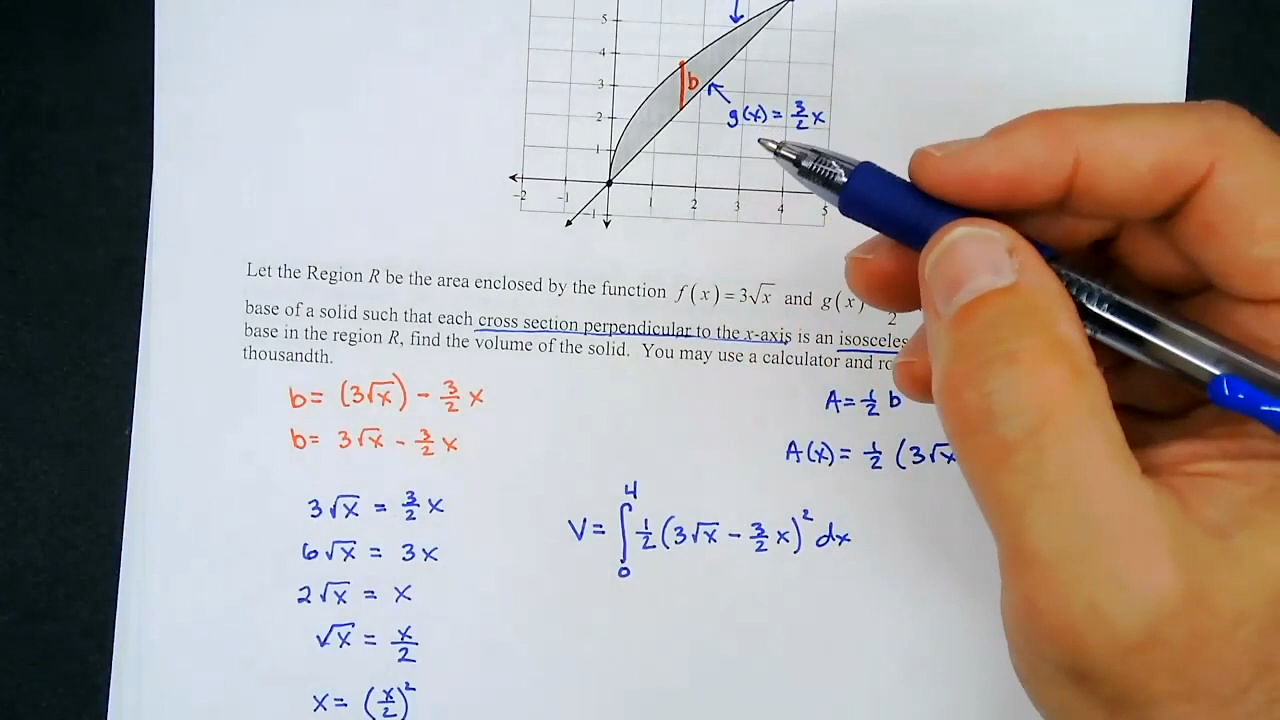 5
4
3
2
1
b
g(x) = 3/2 x
-2 -1 1 2 3 4 5
-1
Let the Region R be the area enclosed by the function f(x) = 3√x and g(x) 2
base of a solid such that each cross section perpendicular to the x-axis is an isosceles
base in the region R, find the volume of the solid. You may use a calculator and
thousandth.
b = (3√x) - 3/2 x
b = 3√x - 3/2 x
A = 1/2 b
A(x) = 1/2 (3√x
3√x = 3/2 x
6√x = 3x
2√x = x
√x = x/2
x = (x/2)²
V = ∫₀⁴ 1/2 (3√x - 3/2 x)² dx